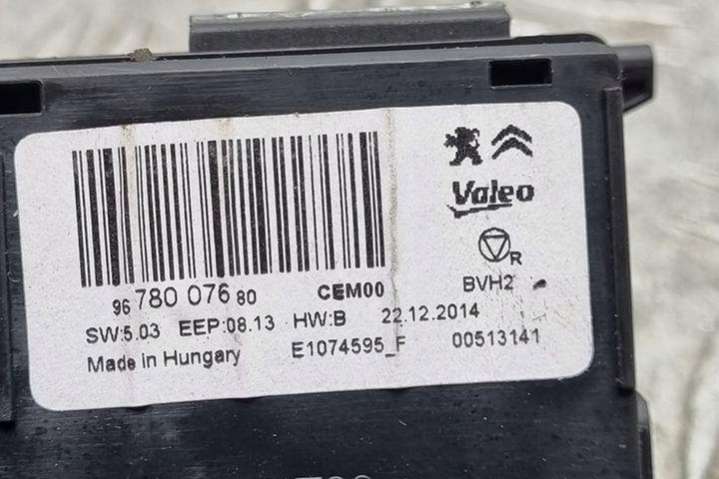 Valeo
R
BVH2
96 780 076 80 CEM00
SW:5.03 EEP:08.13 HW:B 22.12.2014
Made in Hungary E1074595_F 00513141